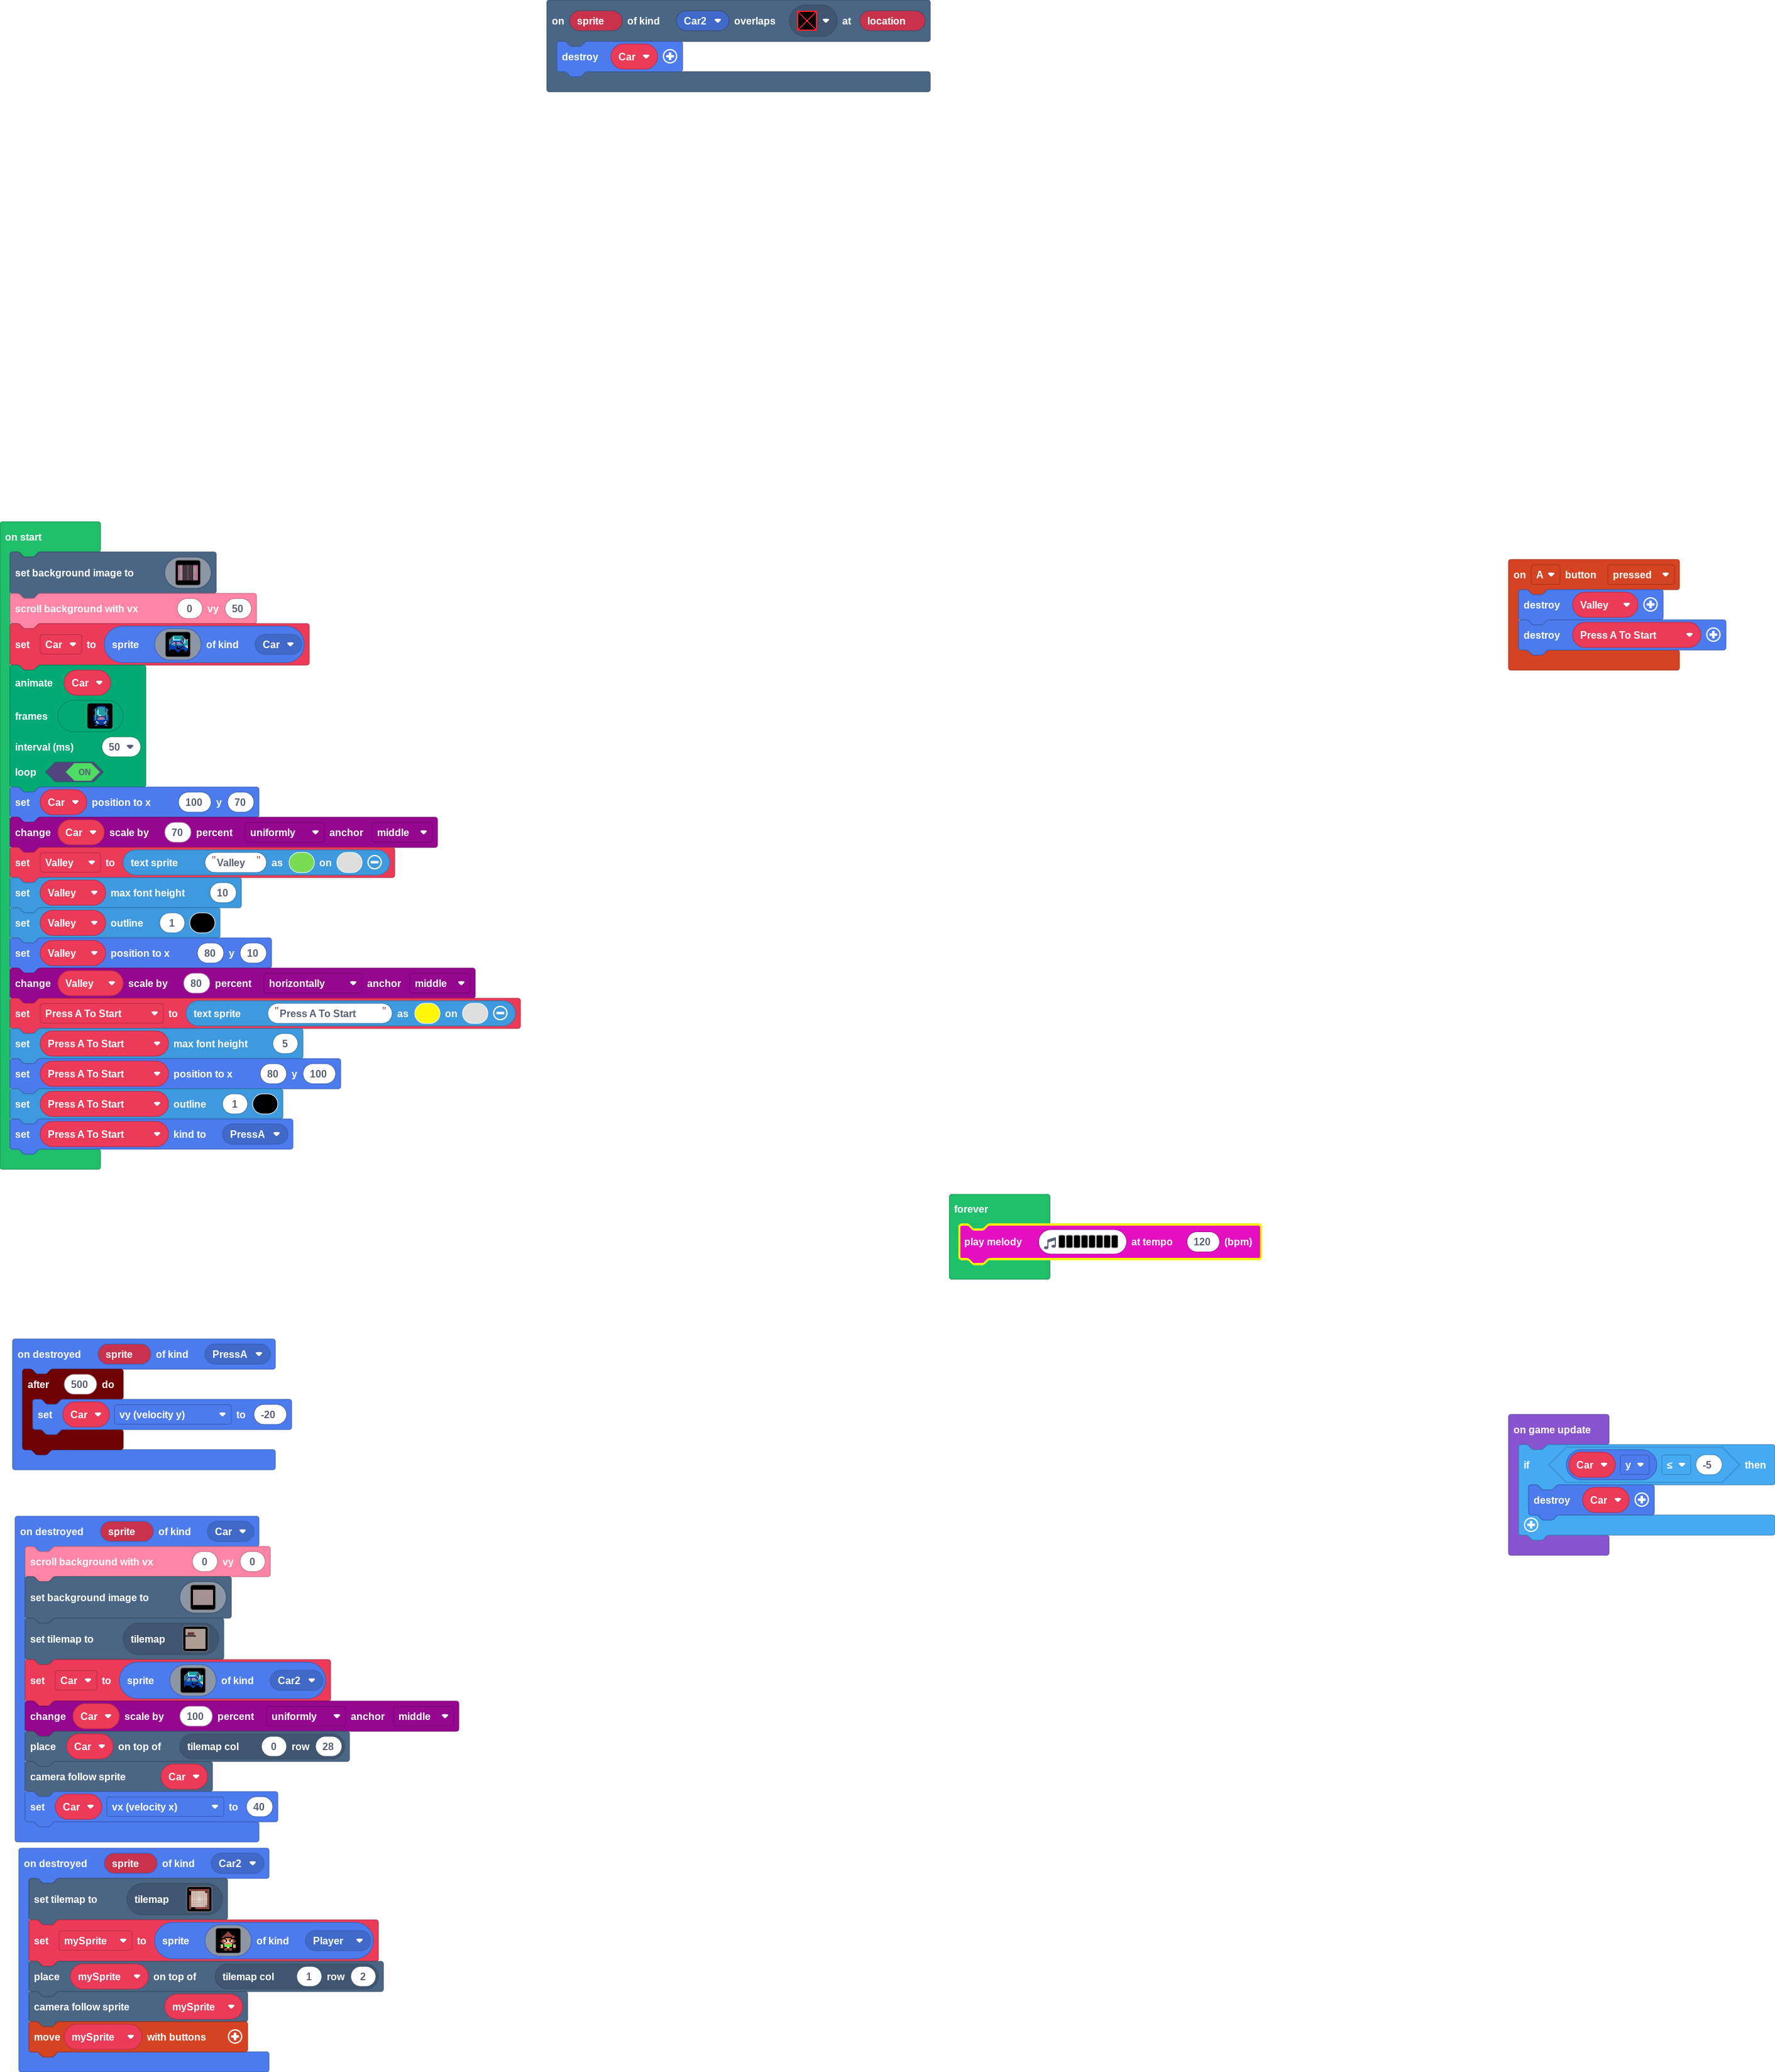 on sprite of kind Car2 overlaps at location
destroy Car
on start
set background image to
scroll background with vx 0 vy 50
set Car to sprite of kind Car
animate Car
frames
interval (ms) 50
loop ON
set Car position to x 100 y 70
change Car scale by 70 percent uniformly anchor middle
set Valley to text sprite "Valley" as on
set Valley max font height 10
set Valley outline 1
set Valley position to x 80 y 10
change Valley scale by 80 percent horizontally anchor middle
set Press A To Start to text sprite "Press A To Start" as on
set Press A To Start max font height 5
set Press A To Start position to x 80 y 100
set Press A To Start outline 1
set Press A To Start kind to PressA
on A button pressed
destroy Valley
destroy Press A To Start
forever
play melody at tempo 120 (bpm)
on destroyed sprite of kind PressA
after 500 do
set Car vy (velocity y) to -20
on game update
if Car y ≤ -5 then
destroy Car
on destroyed sprite of kind Car
scroll background with vx 0 vy 0
set background image to
set tilemap to tilemap
set Car to sprite of kind Car2
change Car scale by 100 percent uniformly anchor middle
place Car on top of tilemap col 0 row 28
camera follow sprite Car
set Car vx (velocity x) to 40
on destroyed sprite of kind Car2
set tilemap to tilemap
set mySprite to sprite of kind Player
place mySprite on top of tilemap col 1 row 2
camera follow sprite mySprite
move mySprite with buttons